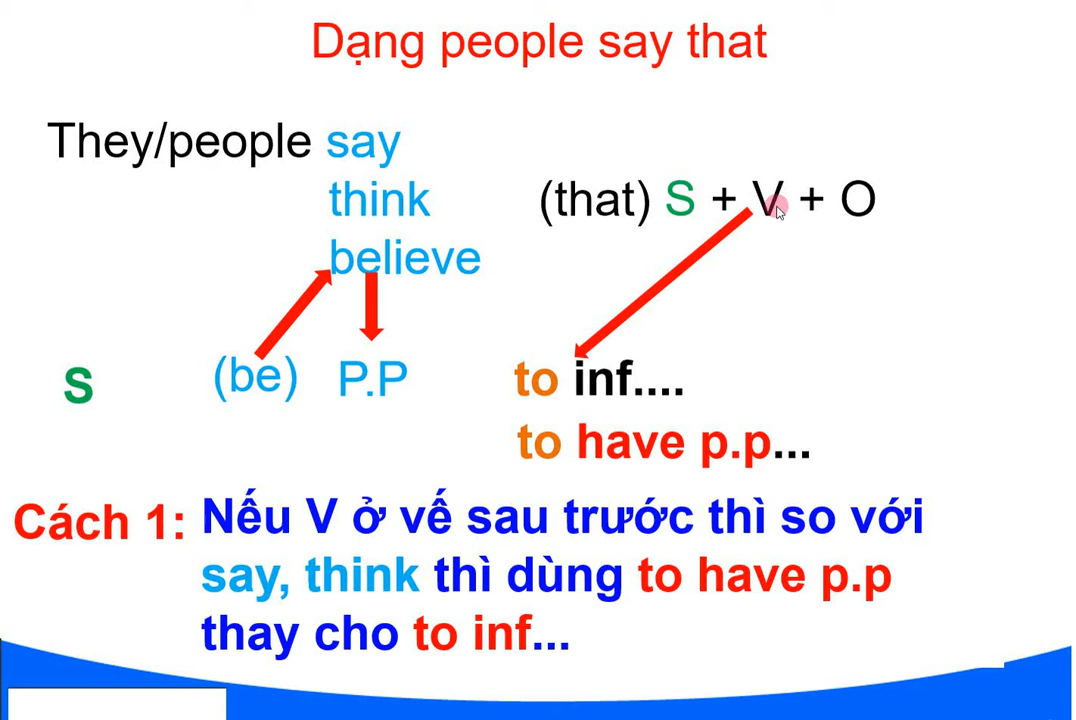 Dạng people say that
They/people say
think (that) S + V + O
believe
S (be) P.P to inf....
to have p.p...
Cách 1: Nếu V ở vế sau trước thì so với
say, think thì dùng to have p.p
thay cho to inf...